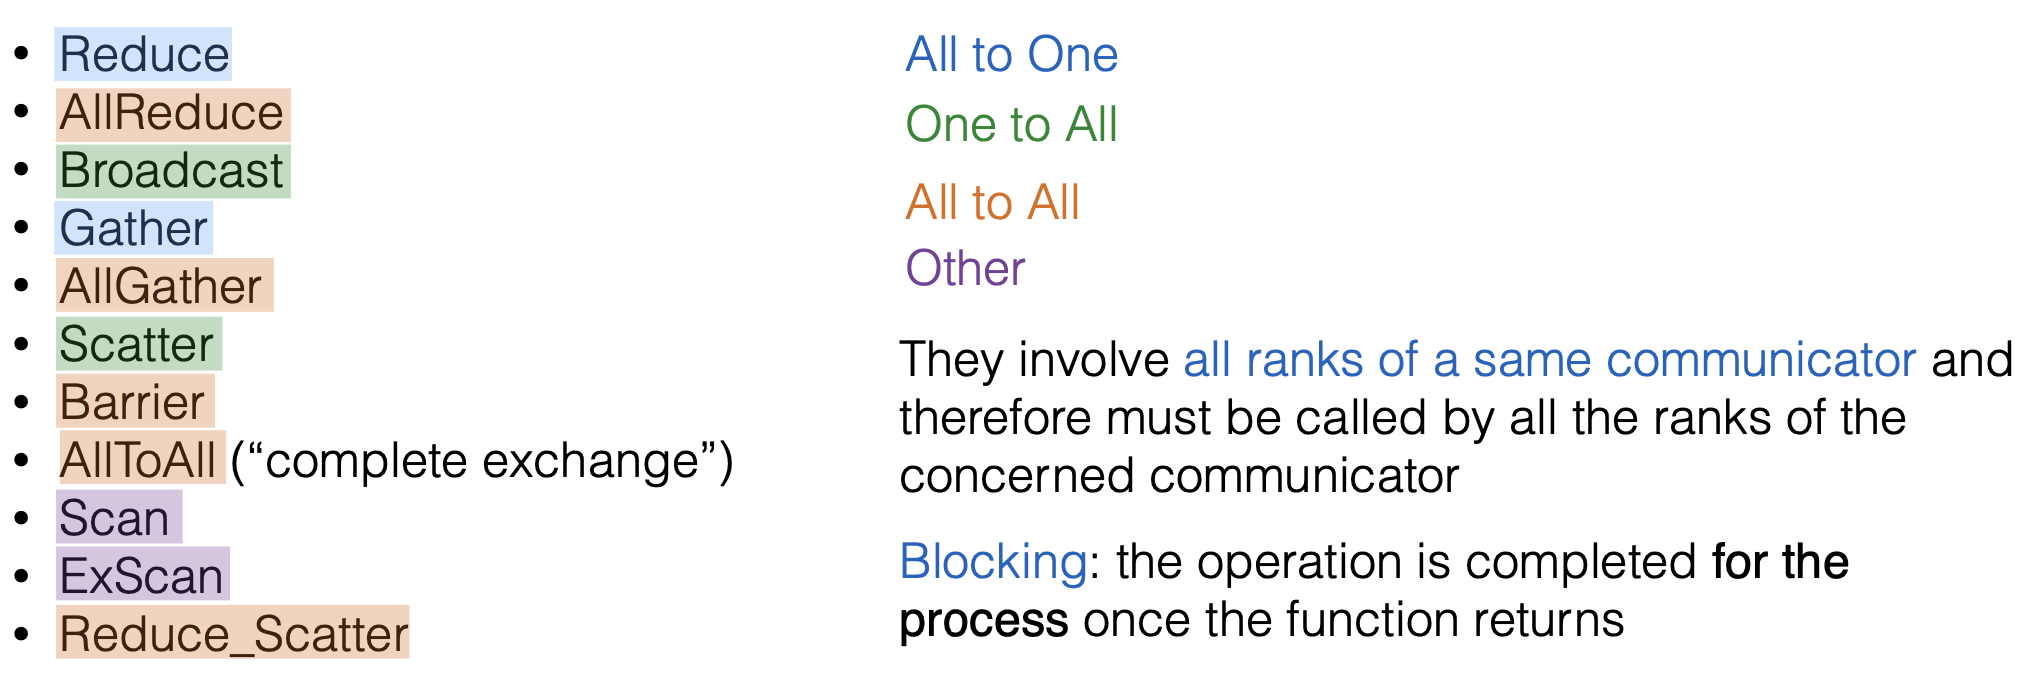 • Reduce
• AllReduce
• Broadcast
• Gather
• AllGather
• Scatter
• Barrier
• AllToAll (“complete exchange”)
• Scan
• ExScan
• Reduce_Scatter
All to One
One to All
All to All
Other
They involve all ranks of a same communicator and
therefore must be called by all the ranks of the
concerned communicator
Blocking: the operation is completed for the
process once the function returns